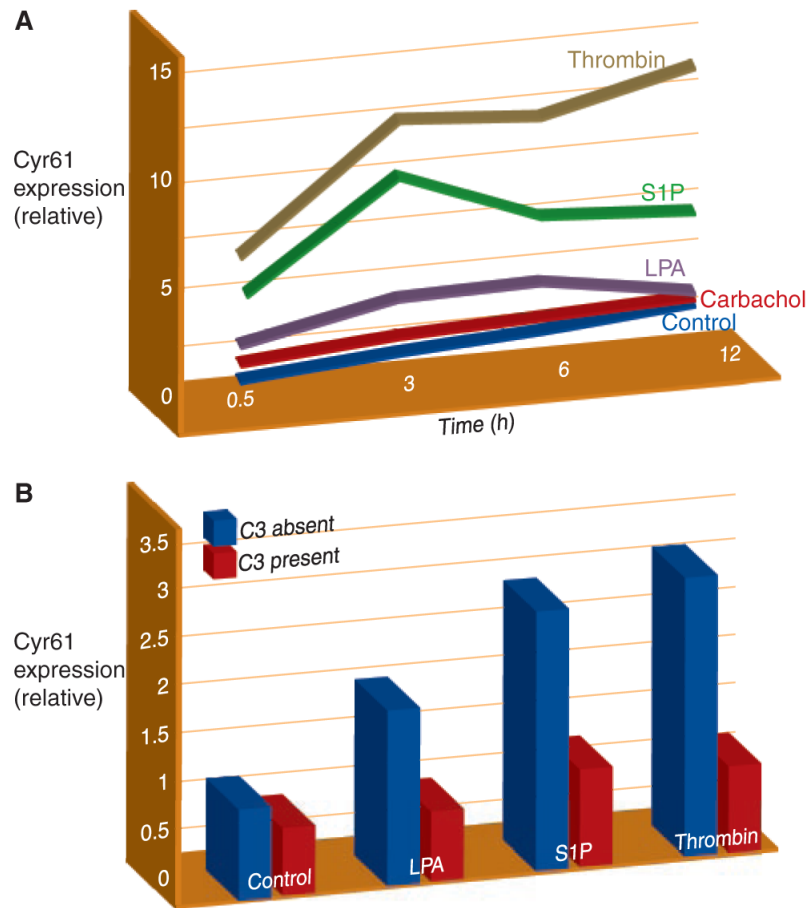 A
15
10
5
0
Cyr61
expression
(relative)
Thrombin
S1P
LPA
Carbachol
Control
0.5 3 6 12
Time (h)
B
C3 absent
C3 present
3.5
3
2.5
2
1.5
1
0.5
0
Cyr61
expression
(relative)
Control LPA S1P Thrombin